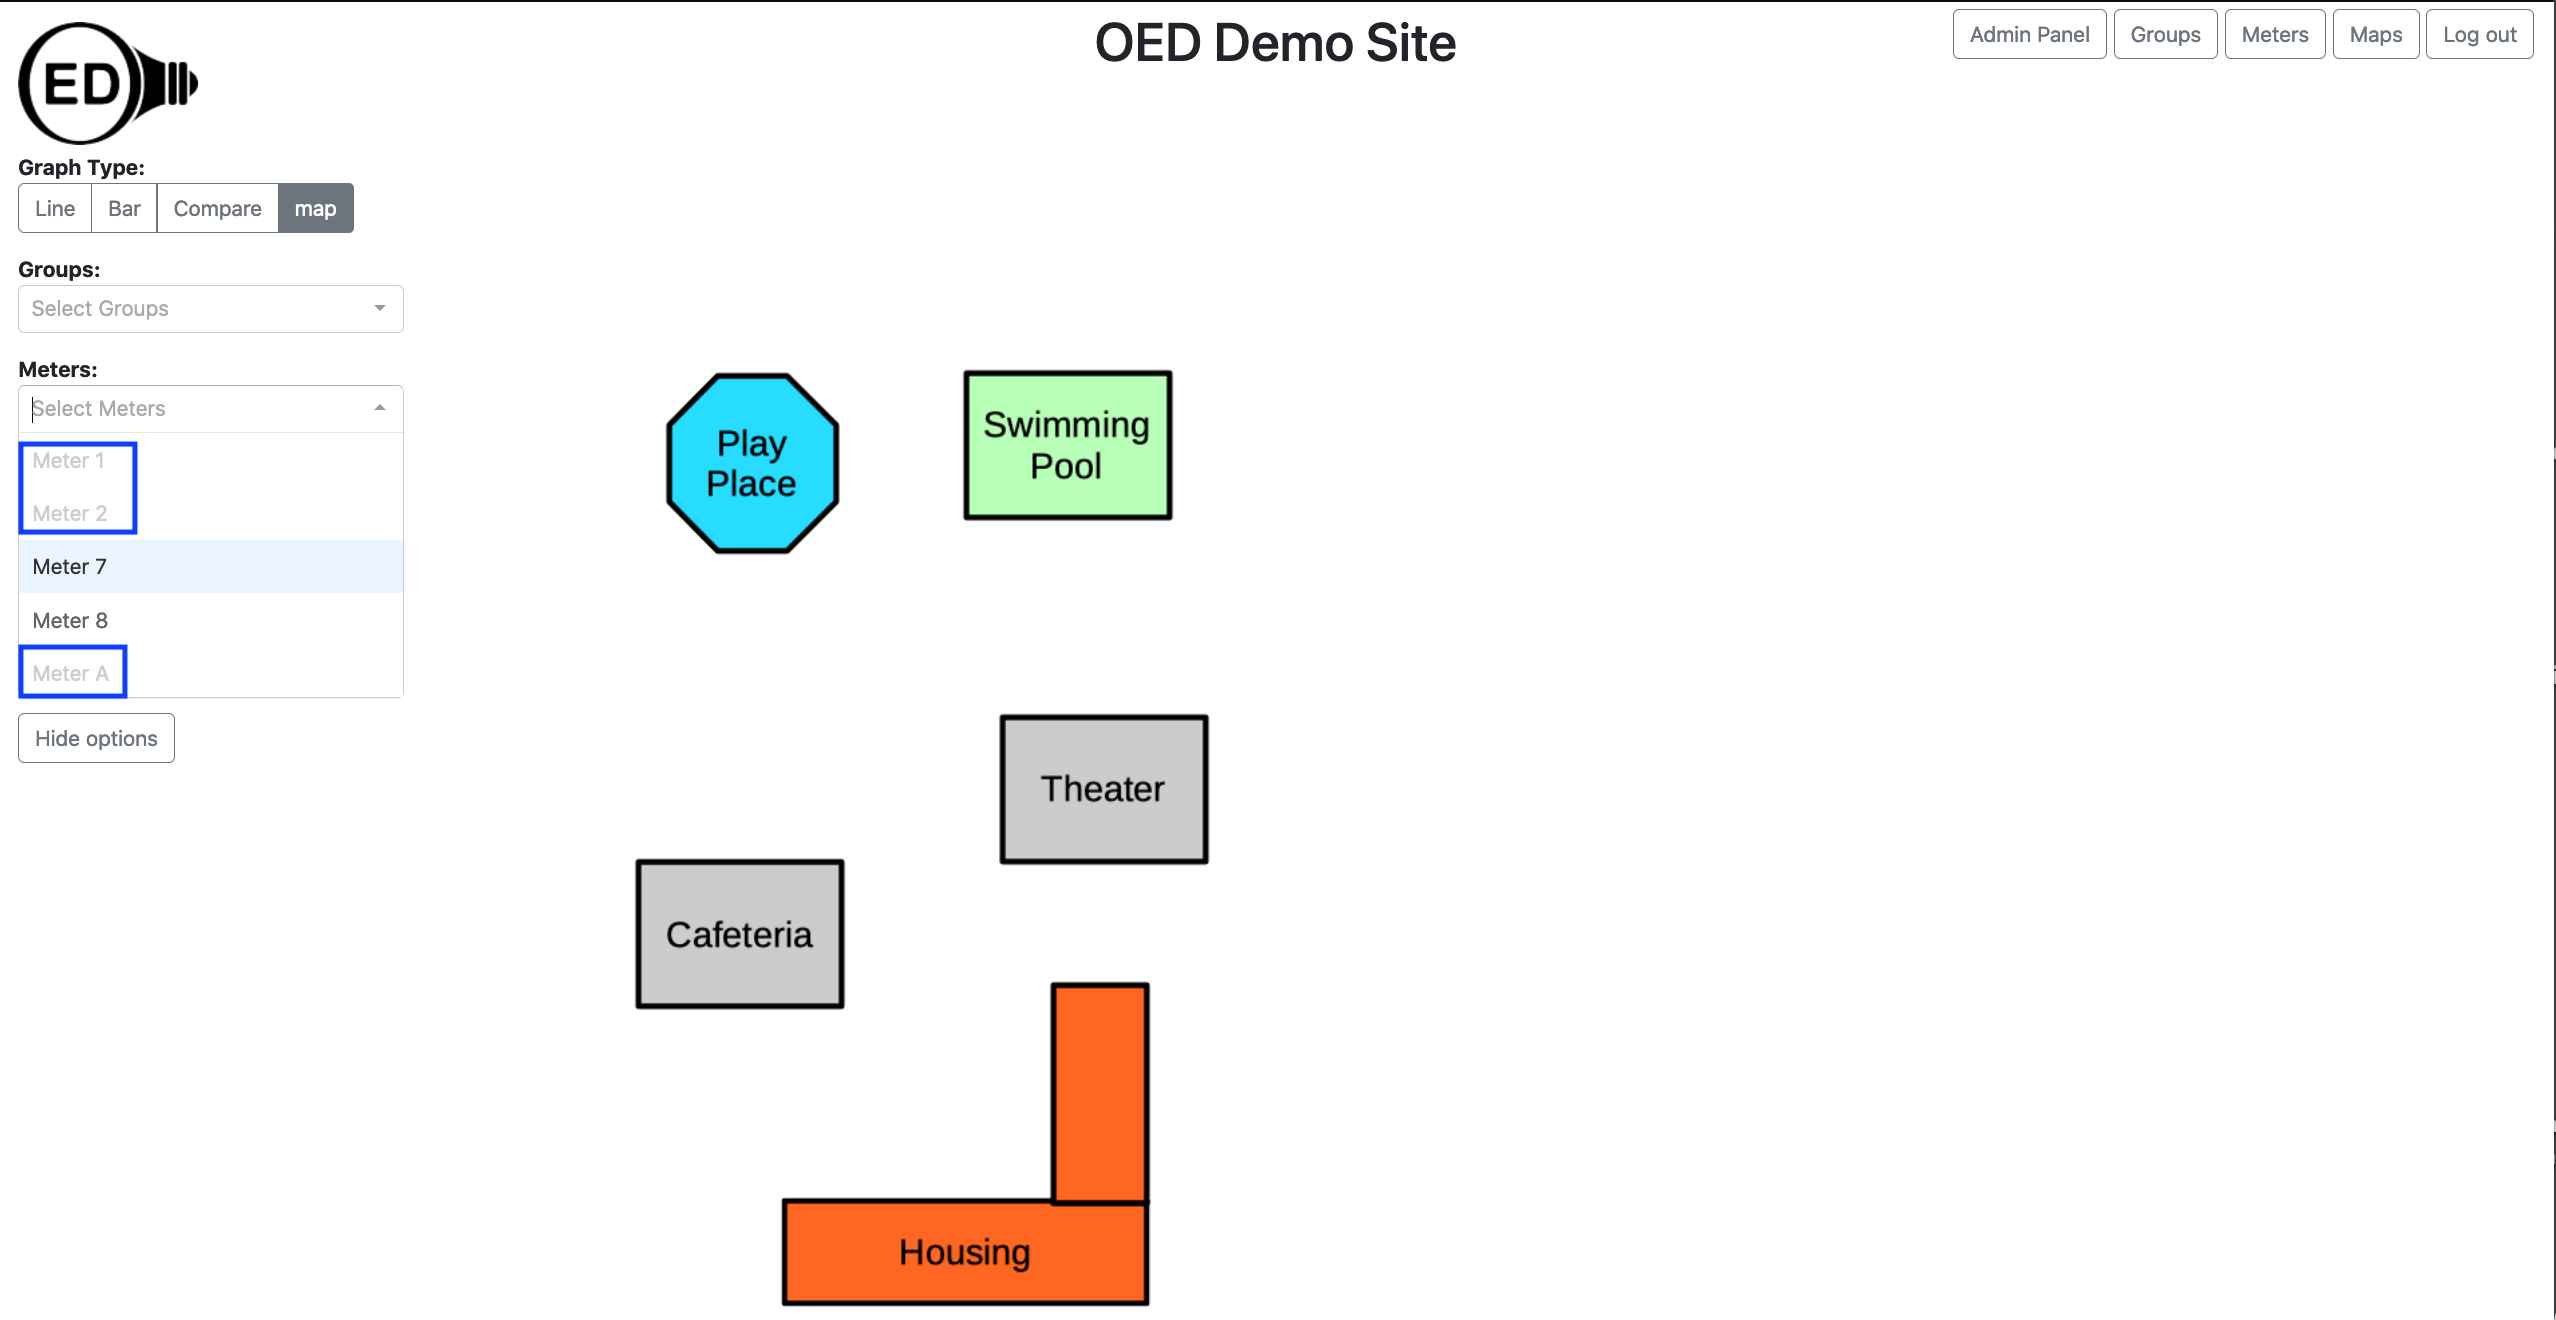 OED Demo Site
Admin Panel Groups Meters Maps Log out
ED
Graph Type:
Line Bar Compare map
Groups:
Select Groups
Meters:
Select Meters
Meter 1
Meter 2
Meter 7
Meter 8
Meter A
Hide options
Play
Place
Swimming
Pool
Theater
Cafeteria
Housing